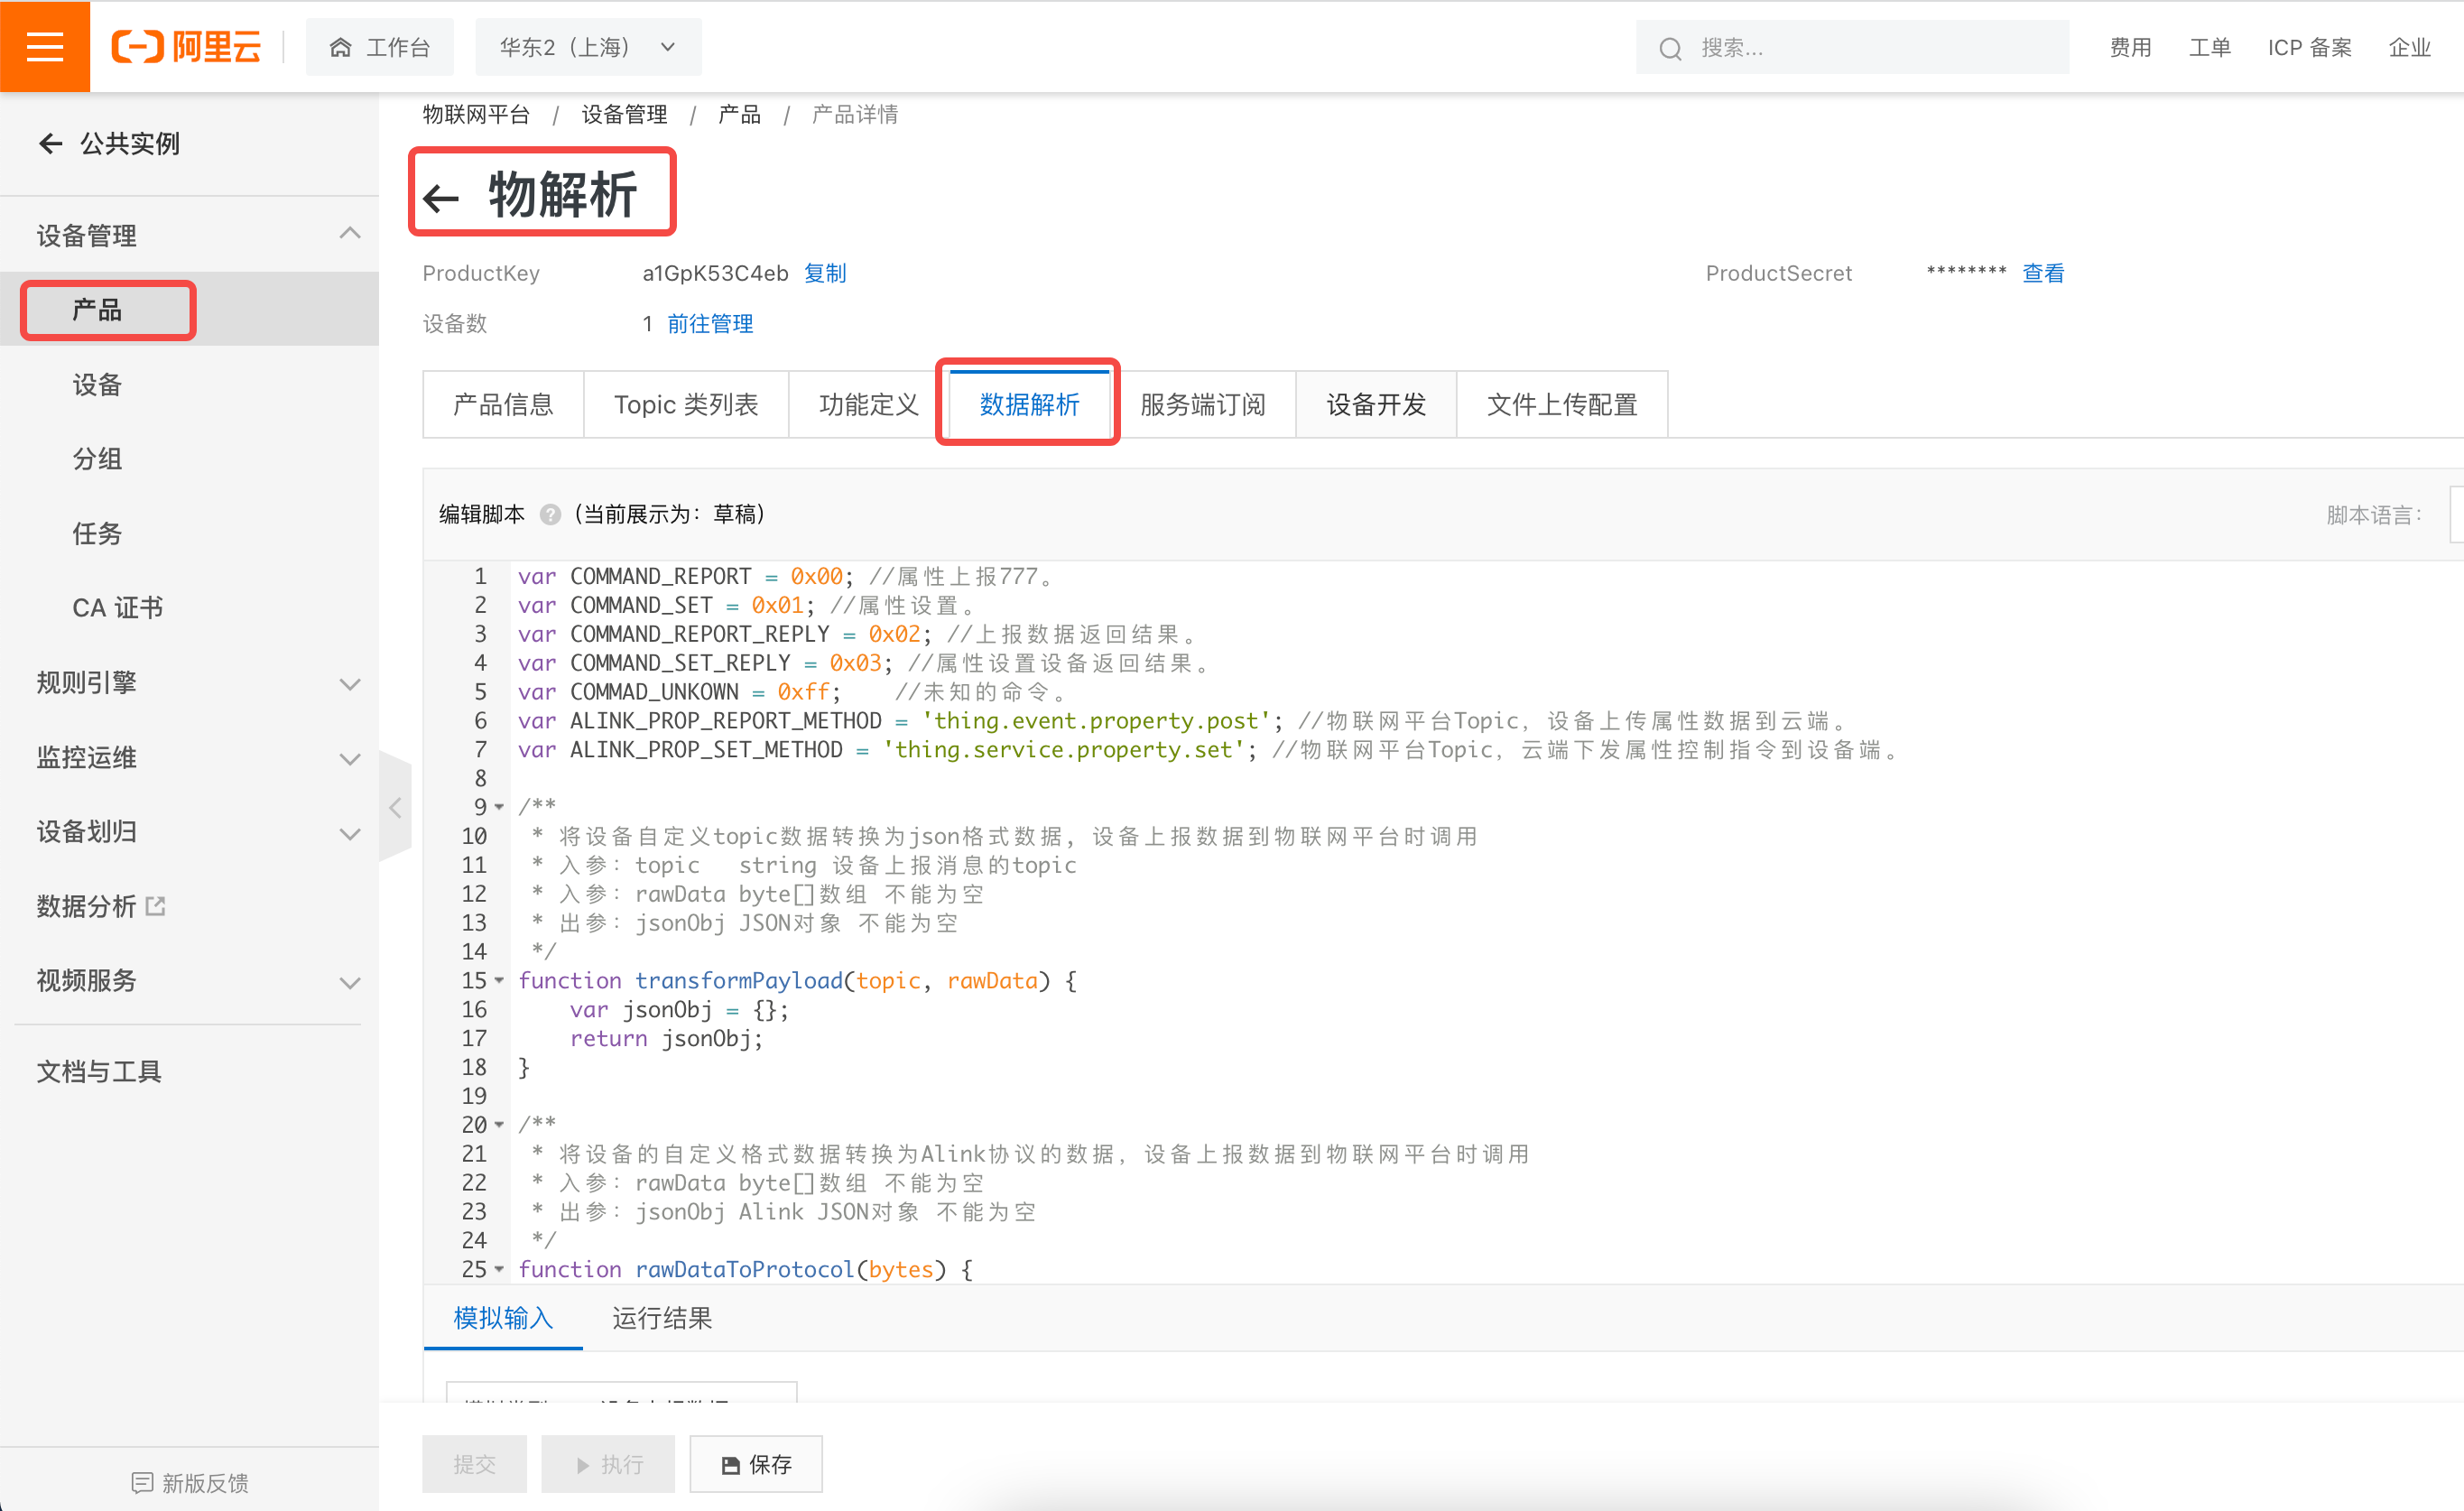 阿里云
工作台
华东2（上海）
搜索...
费用
工单
ICP 备案
企业
公共实例
设备管理
产品
设备
分组
任务
CA 证书
规则引擎
监控运维
设备划归
数据分析
视频服务
文档与工具
新版反馈
物联网平台 / 设备管理 / 产品 / 产品详情
物解析
ProductKey a1GpK53C4eb 复制
ProductSecret ******** 查看
设备数 1 前往管理
产品信息 Topic 类列表 功能定义 数据解析 服务端订阅 设备开发 文件上传配置
编辑脚本 ? （当前展示为：草稿）
脚本语言：
1 var COMMAND_REPORT = 0x00; //属性上报777。
2 var COMMAND_SET = 0x01; //属性设置。
3 var COMMAND_REPORT_REPLY = 0x02; //上报数据返回结果。
4 var COMMAND_SET_REPLY = 0x03; //属性设置设备返回结果。
5 var COMMAD_UNKOWN = 0xff;    //未知的命令。
6 var ALINK_PROP_REPORT_METHOD = 'thing.event.property.post'; //物联网平台Topic，设备上传属性数据到云端。
7 var ALINK_PROP_SET_METHOD = 'thing.service.property.set'; //物联网平台Topic，云端下发属性控制指令到设备端。
8
9 /**
10  * 将设备自定义topic数据转换为json格式数据，设备上报数据到物联网平台时调用
11  * 入参：topic   string 设备上报消息的topic
12  * 入参：rawData byte[]数组 不能为空
13  * 出参：jsonObj JSON对象 不能为空
14  */
15 function transformPayload(topic, rawData) {
16     var jsonObj = {};
17     return jsonObj;
18 }
19
20 /**
21  * 将设备的自定义格式数据转换为Alink协议的数据，设备上报数据到物联网平台时调用
22  * 入参：rawData byte[]数组 不能为空
23  * 出参：jsonObj Alink JSON对象 不能为空
24  */
25 function rawDataToProtocol(bytes) {
模拟输入 运行结果
提交 执行 保存